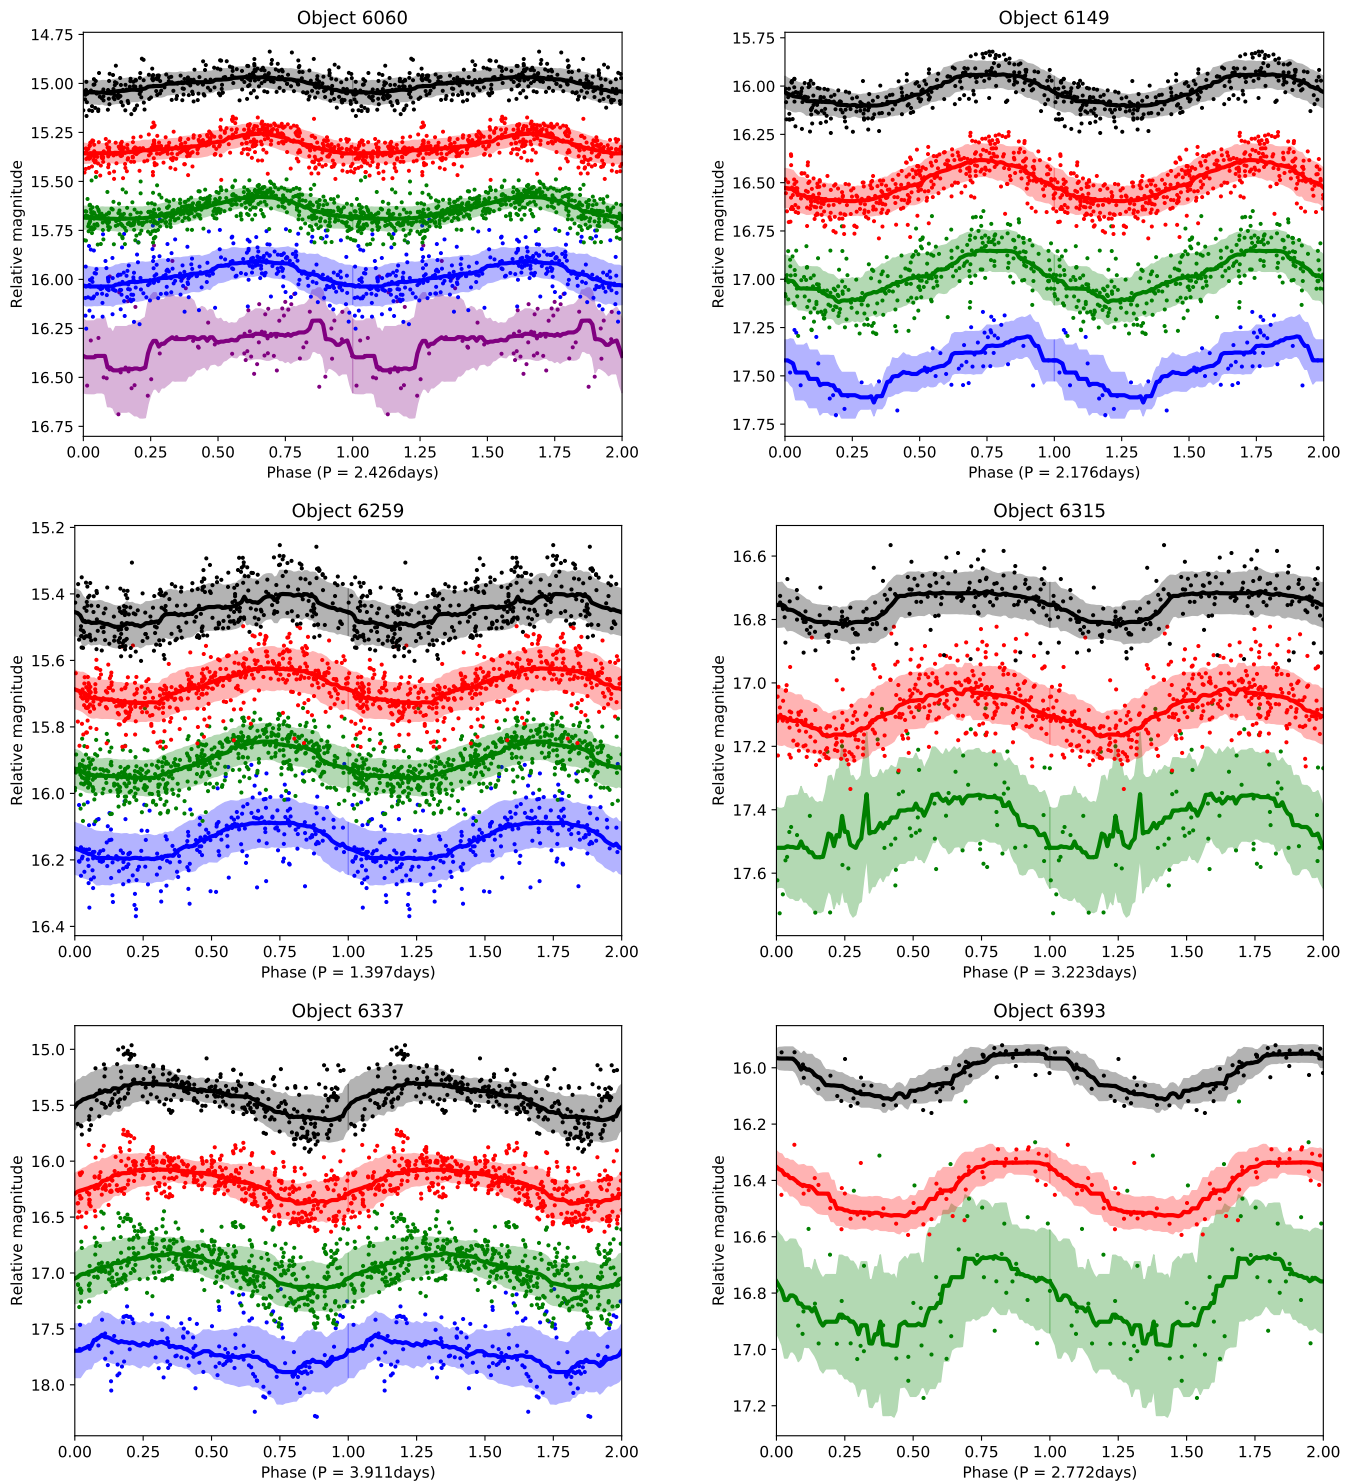 Object 6060
14.75
15.00
15.25
15.50
15.75
16.00
16.25
16.50
16.75
Relative magnitude
0.00 0.25 0.50 0.75 1.00 1.25 1.50 1.75 2.00
Phase (P = 2.426days)
Object 6149
15.75
16.00
16.25
16.50
16.75
17.00
17.25
17.50
17.75
Relative magnitude
0.00 0.25 0.50 0.75 1.00 1.25 1.50 1.75 2.00
Phase (P = 2.176days)
Object 6259
15.2
15.4
15.6
15.8
16.0
16.2
16.4
Relative magnitude
0.00 0.25 0.50 0.75 1.00 1.25 1.50 1.75 2.00
Phase (P = 1.397days)
Object 6315
16.6
16.8
17.0
17.2
17.4
17.6
Relative magnitude
0.00 0.25 0.50 0.75 1.00 1.25 1.50 1.75 2.00
Phase (P = 3.223days)
Object 6337
15.0
15.5
16.0
16.5
17.0
17.5
18.0
Relative magnitude
0.00 0.25 0.50 0.75 1.00 1.25 1.50 1.75 2.00
Phase (P = 3.911days)
Object 6393
16.0
16.2
16.4
16.6
16.8
17.0
17.2
Relative magnitude
0.00 0.25 0.50 0.75 1.00 1.25 1.50 1.75 2.00
Phase (P = 2.772days)